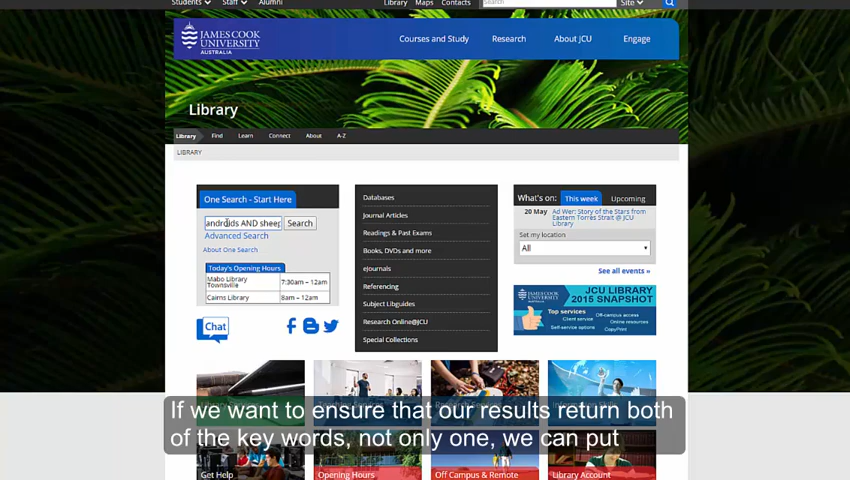 Students
Staff
Alumni
Library
Maps
Contacts
Search
Site
JAMES COOK
UNIVERSITY
AUSTRALIA
Courses and Study
Research
About JCU
Engage
Library
Library
Find
Learn
Connect
About
A-Z
LIBRARY
One Search - Start Here
androids AND sheep
Search
Advanced Search
About One Search
Today's Opening Hours
Mabo Library
Townsville
7:30am – 12am
Cairns Library
8am – 12am
Chat
Databases
Journal Articles
Readings & Past Exams
Books, DVDs and more
eJournals
Referencing
Subject Libguides
Research Online@JCU
Special Collections
What's on:
This week
Upcoming
20 May
Ad Wer: Story of the Stars from
Eastern Torres Strait @ JCU
Library
Set my location
All
See all events »
JAMES COOK
UNIVERSITY
JCU LIBRARY
2015 SNAPSHOT
Top services
Client service
Off-campus access
Online resources
Self-service options
CopyPrint
If we want to ensure that our results return both
of the key words, not only one, we can put
Get Help
Opening Hours
Off Campus & Remote
Library Account